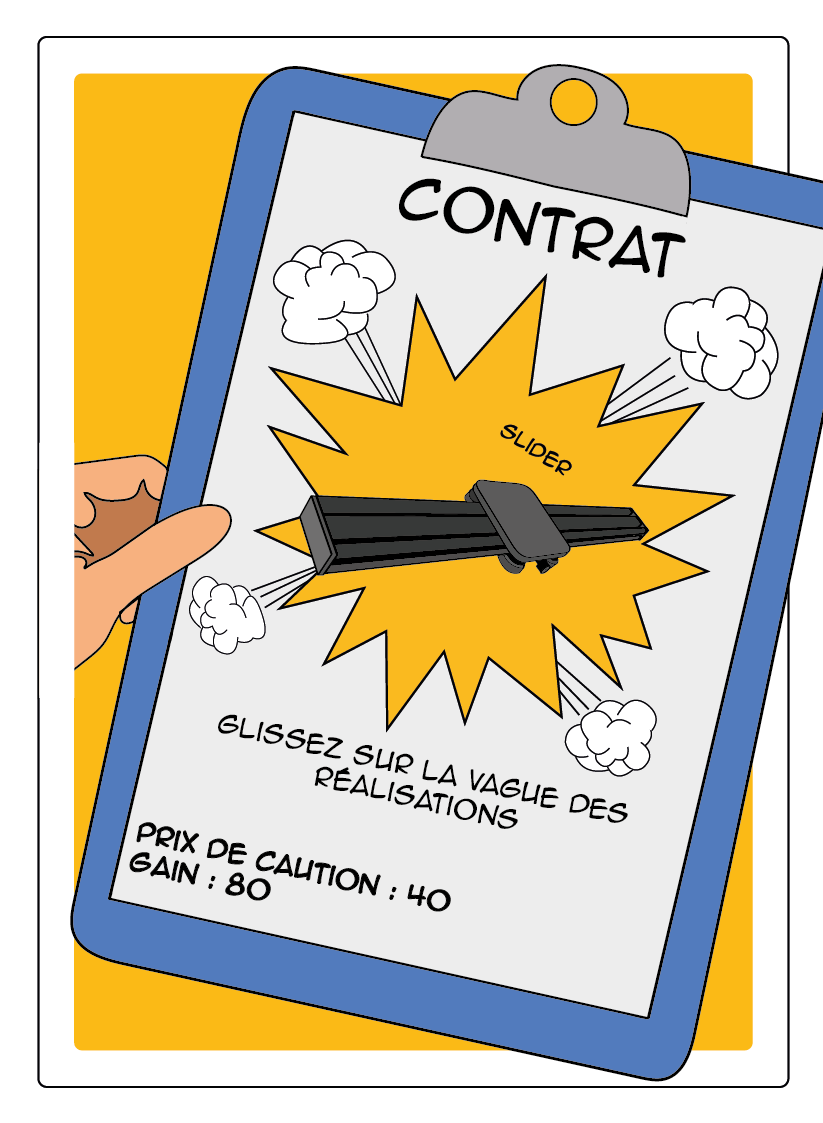 CONTRAT
SLIDER
GLISSEZ SUR LA VAGUE DES
RÉALISATIONS
PRIX DE CAUTION : 40
GAIN : 80